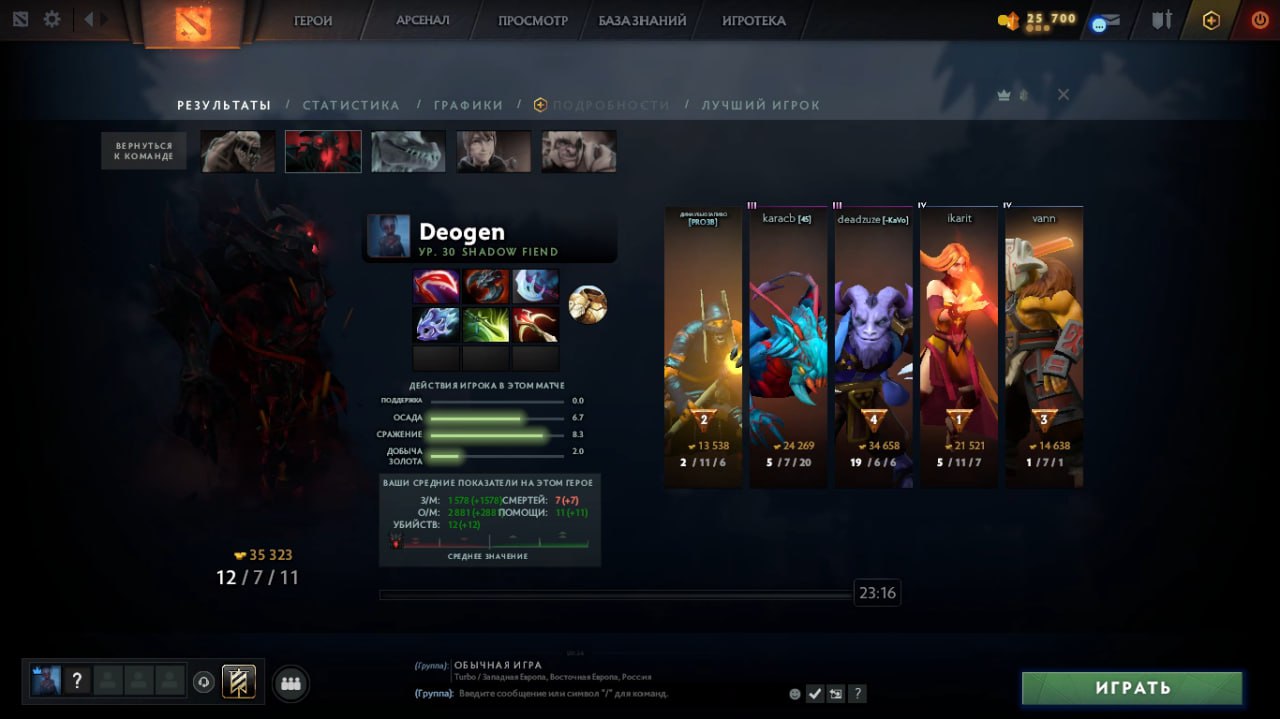 ГЕРОИ
АРСЕНАЛ
ПРОСМОТР
БАЗА ЗНАНИЙ
ИГРОТЕКА
25 700
РЕЗУЛЬТАТЫ / СТАТИСТИКА / ГРАФИКИ / ПОДРОБНОСТИ / ЛУЧШИЙ ИГРОК
ВЕРНУТЬСЯ
К КОМАНДЕ
Deogen
УР. 30 SHADOW FIEND
ДЕЙСТВИЯ ИГРОКА В ЭТОМ МАТЧЕ
ПОДДЕРЖКА 0.0
ОСАДА 6.7
СРАЖЕНИЕ 8.3
ДОБЫЧА
ЗОЛОТА 2.0
ВАШИ СРЕДНИЕ ПОКАЗАТЕЛИ НА ЭТОМ ГЕРОЕ
З/М: 1 578 (+1578) СМЕРТЕЙ: 7 (+7)
О/М: 2 881 (+288 ПОМОЩИ: 11 (+11)
УБИЙСТВ: 12 (+12)
СРЕДНЕЕ ЗНАЧЕНИЕ
35 323
12 / 7 / 11
[PRO3B]
2
13 538
2 / 11 / 6
III
karacb [45]
24 269
5 / 7 / 20
III
deadzuze [-KaVo]
4
34 658
19 / 6 / 6
IV
ikarit
1
21 521
5 / 11 / 7
IV
vann
3
14 638
1 / 7 / 1
23:16
?
(Группа): ОБЫЧНАЯ ИГРА
Turbo / Западная Европа, Восточная Европа, Россия
(Группа): Введите сообщение или символ "/" для команд.
?
ИГРАТЬ